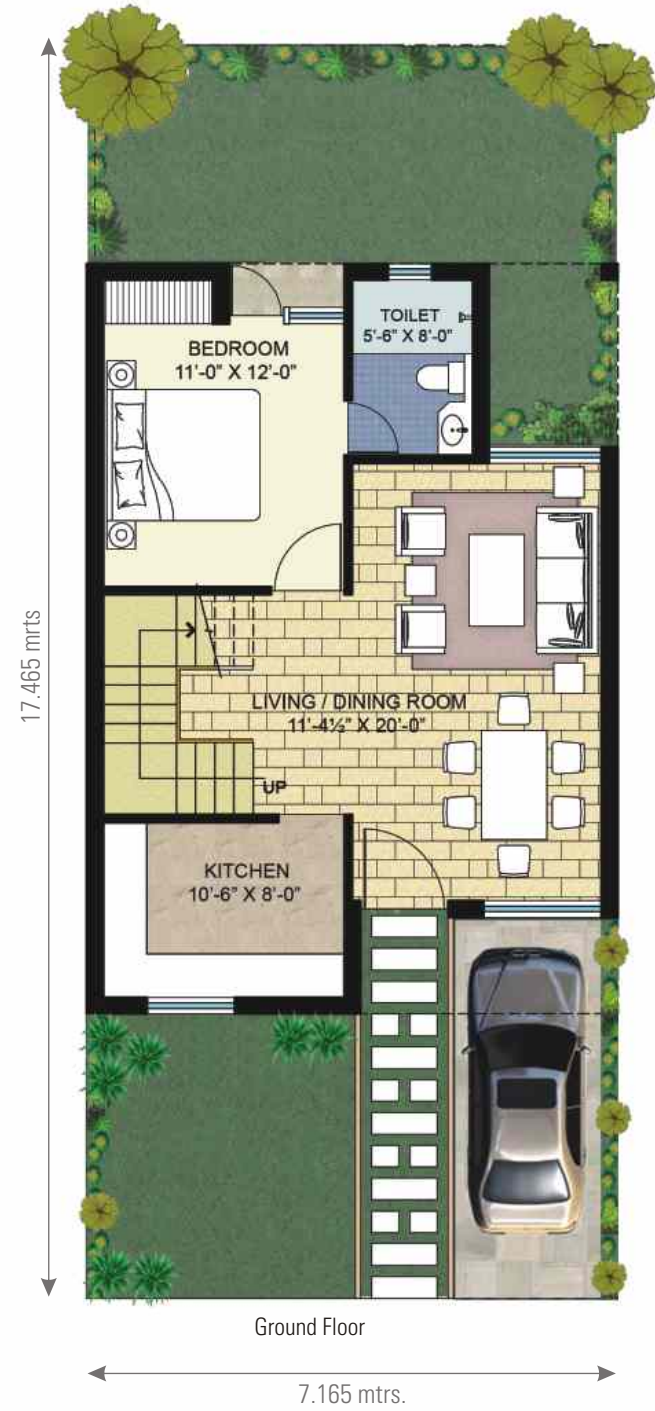 TOILET
5'-6" X 8'-0"
BEDROOM
11'-0" X 12'-0"
17.465 mrts
LIVING / DINING ROOM
11'-4½" X 20'-0"
UP
KITCHEN
10'-6" X 8'-0"
Ground Floor
7.165 mtrs.